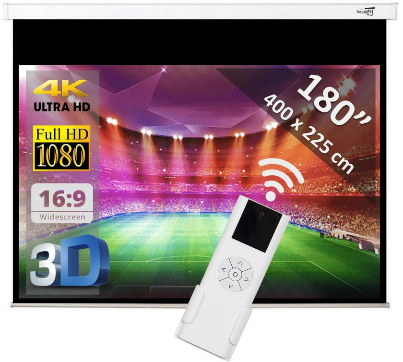 180”
400 x 225 cm
4K
ULTRA HD
Full HD
1080
16:9
Widescreen
3D